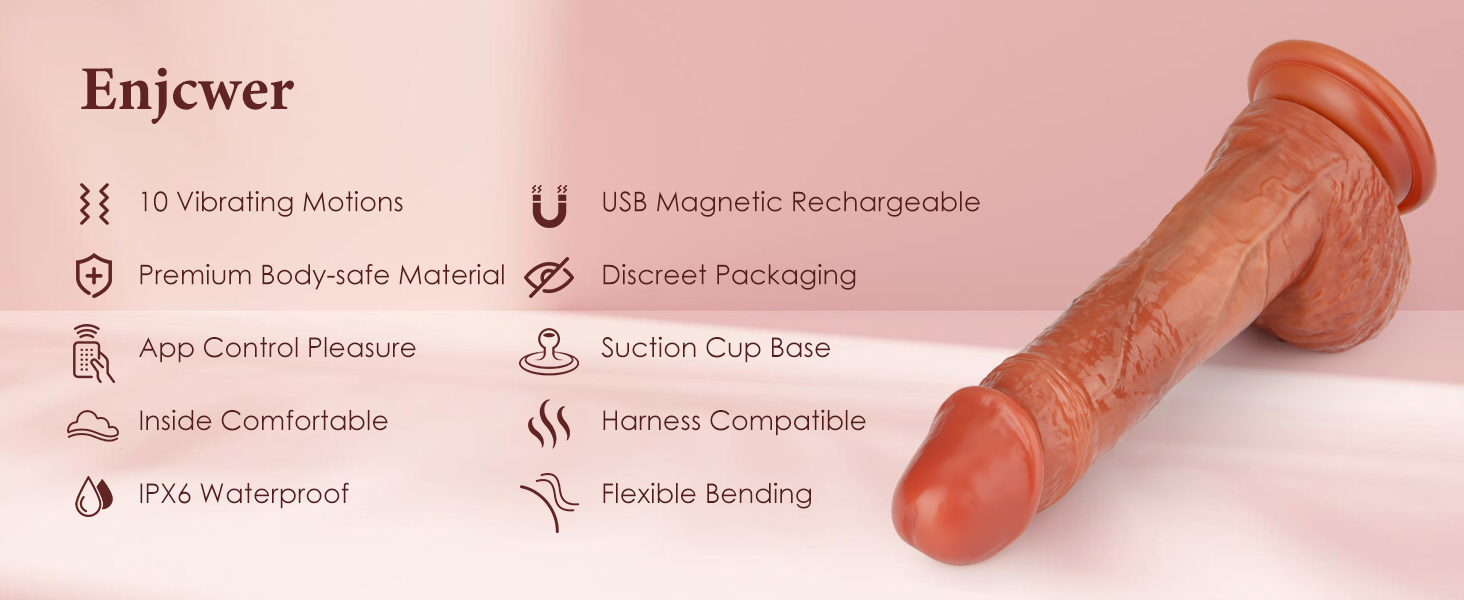 Enjcwer
10 Vibrating Motions
USB Magnetic Rechargeable
Premium Body-safe Material
Discreet Packaging
App Control Pleasure
Suction Cup Base
Inside Comfortable
Harness Compatible
IPX6 Waterproof
Flexible Bending